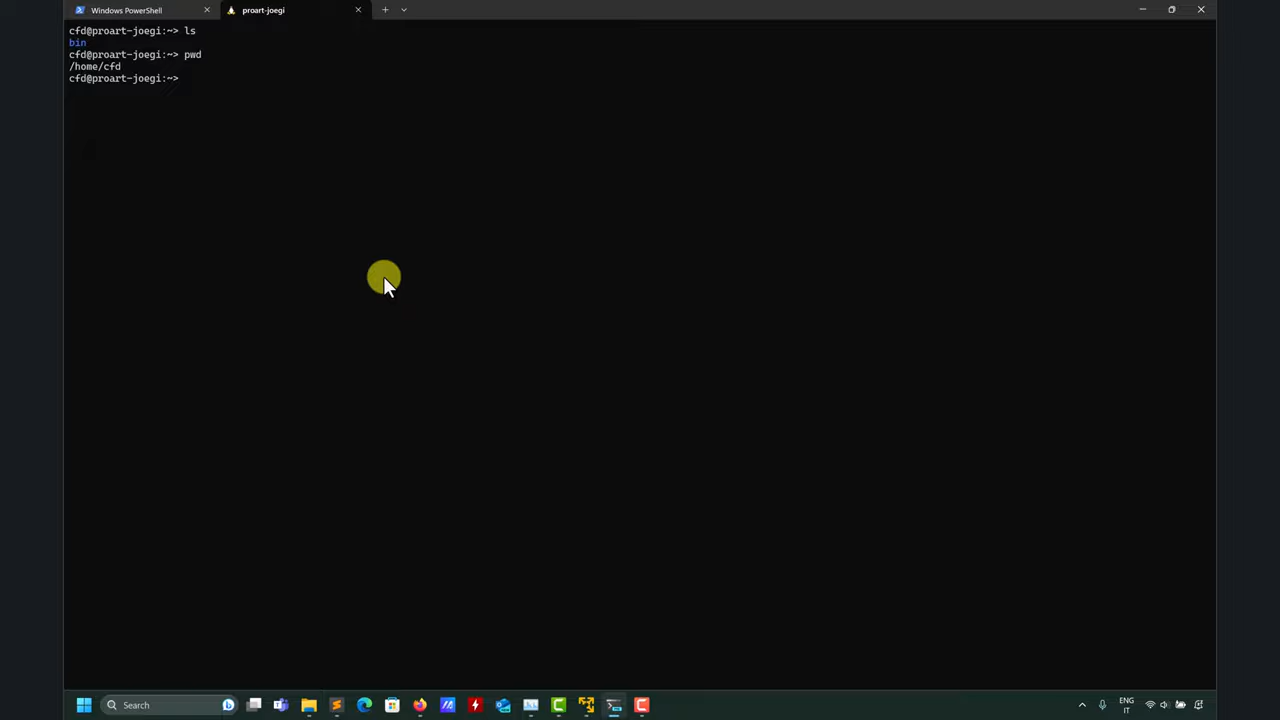 Windows PowerShell
proart-joegi
cfd@proart-joegi:~> ls
bin
cfd@proart-joegi:~> pwd
/home/cfd
cfd@proart-joegi:~>
Search
ENG
IT